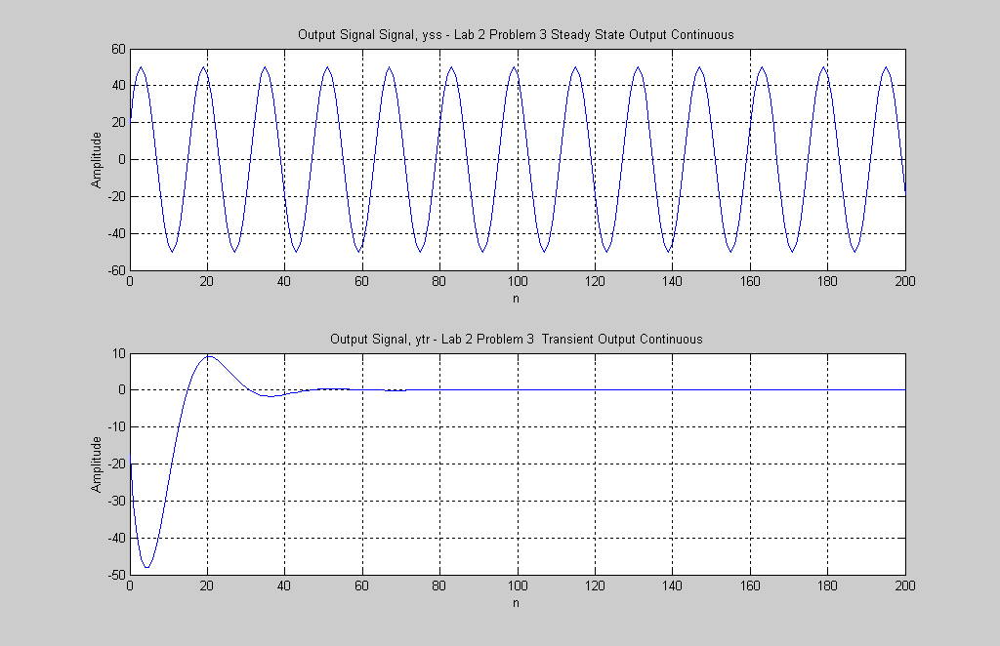 Output Signal Signal, yss - Lab 2 Problem 3 Steady State Output Continuous
60
40
20
0
-20
-40
-60
Amplitude
0 20 40 60 80 100 120 140 160 180 200
n
Output Signal, ytr - Lab 2 Problem 3  Transient Output Continuous
10
0
-10
-20
-30
-40
-50
Amplitude
0 20 40 60 80 100 120 140 160 180 200
n